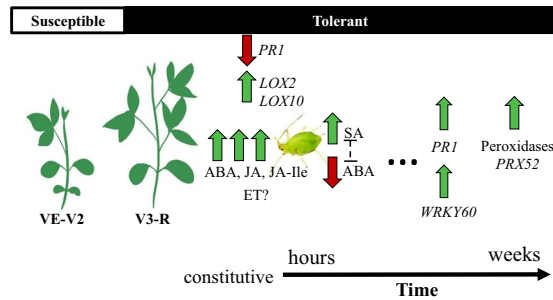 Susceptible Tolerant
PR1
LOX2
LOX10
SA
ABA, JA, JA-Ile ABA
ET?
PR1
Peroxidases
PRX52
WRKY60
VE-V2 V3-R
hours weeks
constitutive
Time